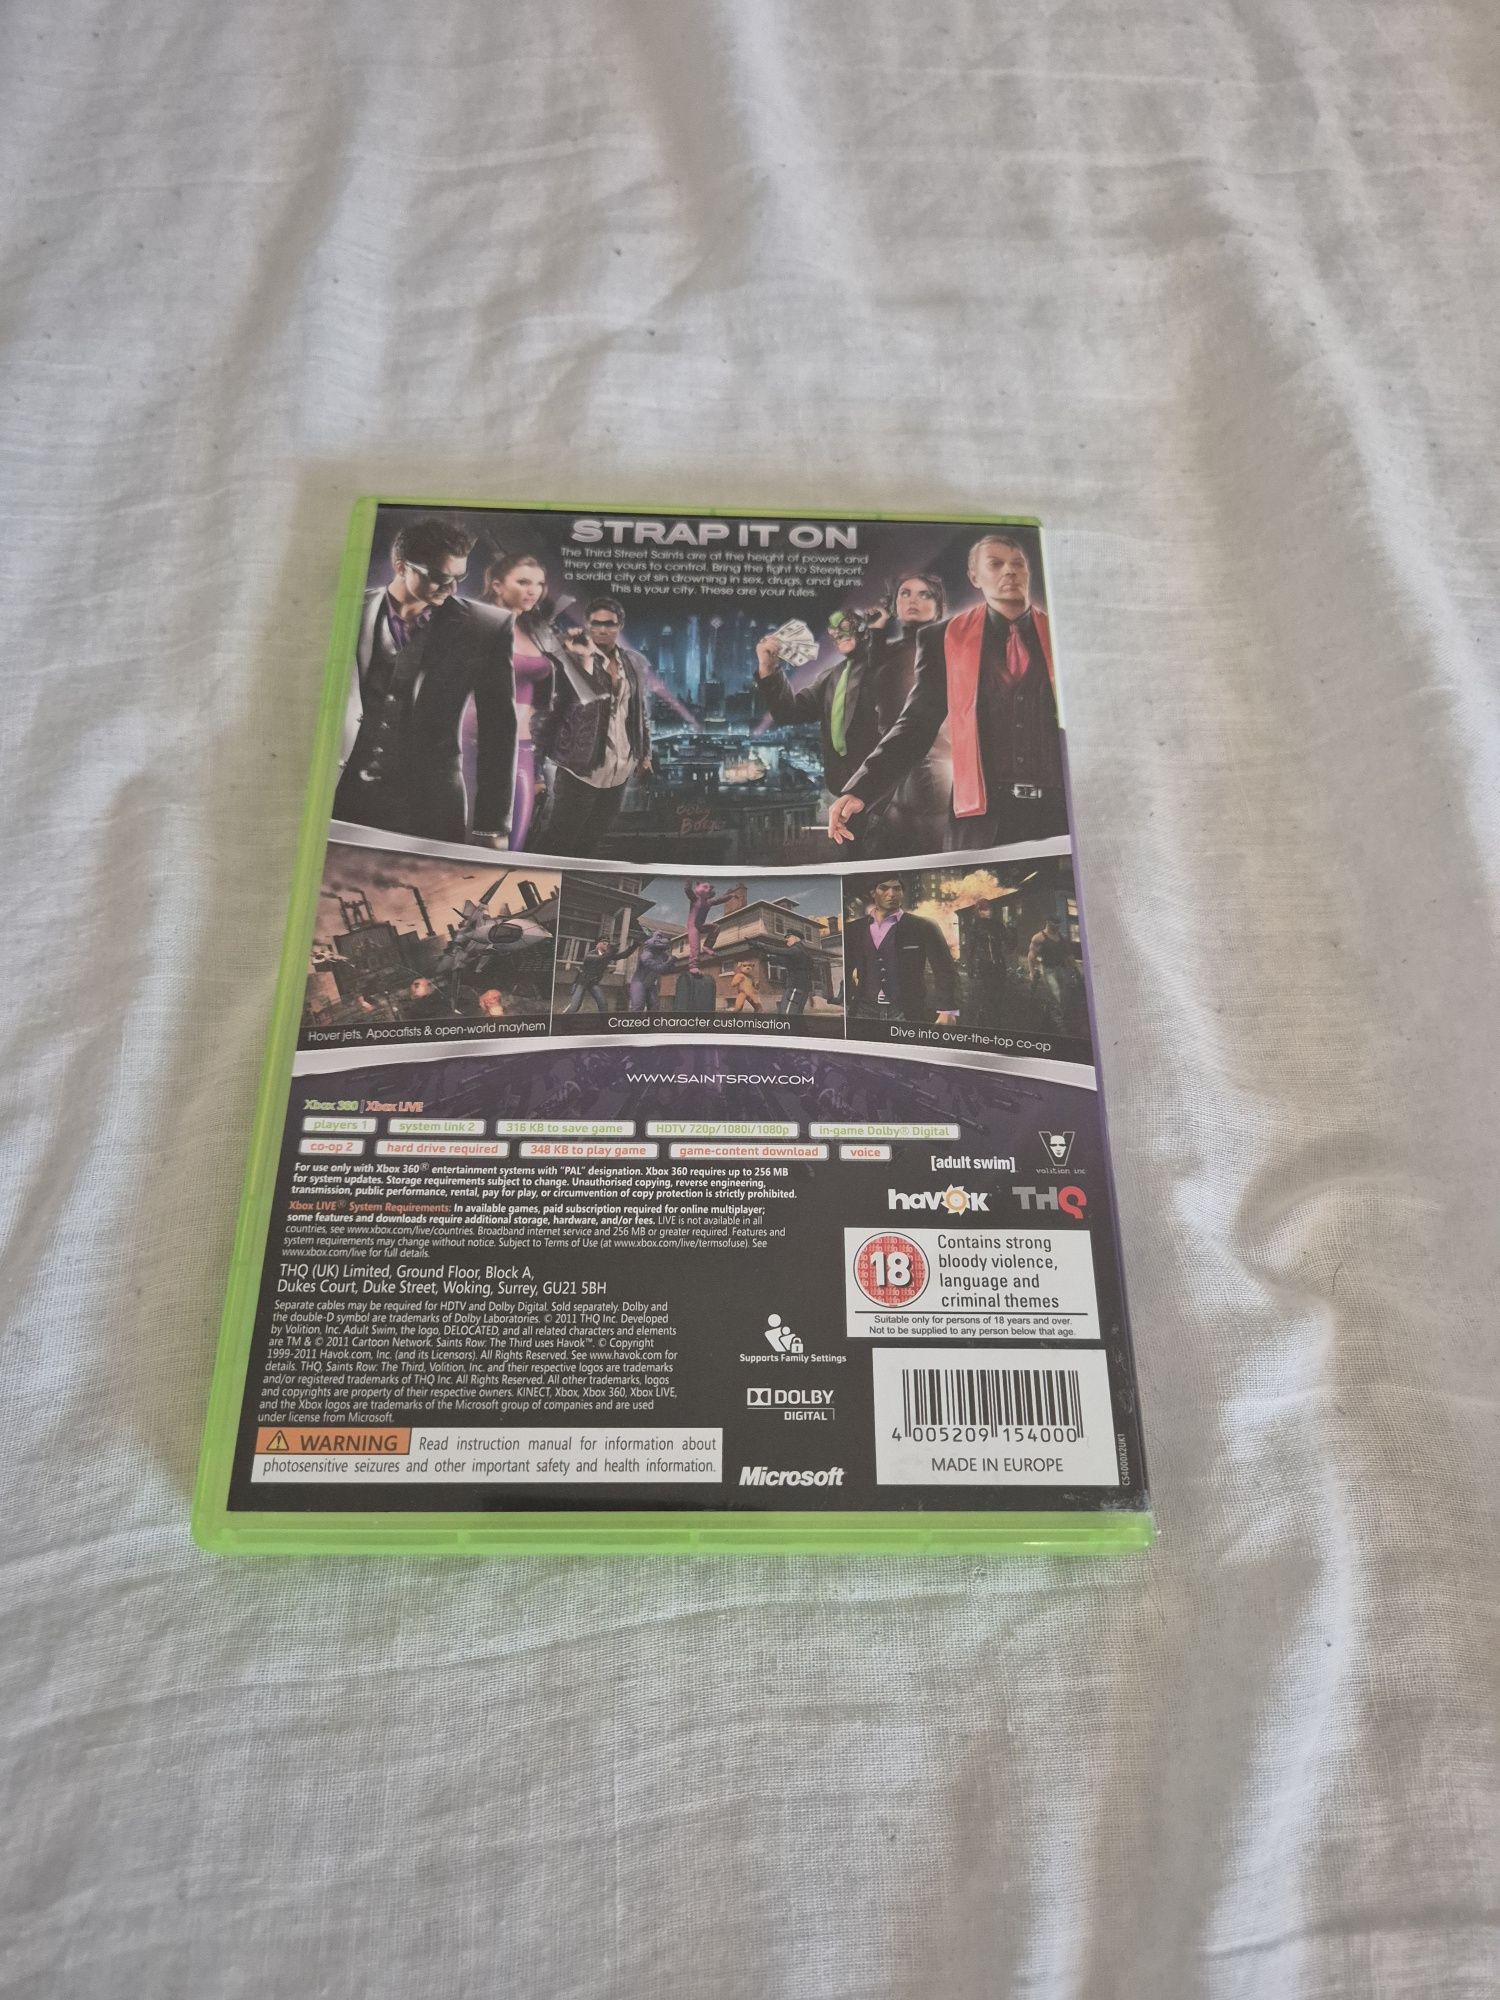 STRAP IT ON
The Third Street Saints are at the height of power, and
they are yours to control. Bring the fight to Steelport,
a sordid city of sin drowning in sex, drugs, and guns.
This is your city. These are your rules.
Hover jets, Apocafists & open-world mayhem
Crazed character customisation
Dive into over-the-top co-op
WWW.SAINTSROW.COM
Xbox 360 | Xbox LIVE
players 1
system link 2
316 KB to save game
HDTV 720p/1080i/1080p
in-game Dolby® Digital
co-op 2
hard drive required
348 KB to play game
game-content download
voice
For use only with Xbox 360® entertainment systems with "PAL" designation. Xbox 360 requires up to 256 MB
for system updates. Storage requirements subject to change. Unauthorised copying, reverse engineering,
transmission, public performance, rental, pay for play, or circumvention of copy protection is strictly prohibited.
Xbox LIVE® System Requirements: In available games, paid subscription required for online multiplayer;
some features and downloads require additional storage, hardware, and/or fees. LIVE is not available in all
countries, see www.xbox.com/live/countries. Broadband internet service and 256 MB or greater required. Features and
system requirements may change without notice. Subject to Terms of Use (at www.xbox.com/live/termsofuse). See
www.xbox.com/live for full details.
[adult swim]
volition inc
havok
THQ
THQ (UK) Limited, Ground Floor, Block A,
Dukes Court, Duke Street, Woking, Surrey, GU21 5BH
Separate cables may be required for HDTV and Dolby Digital. Sold separately. Dolby and
the double-D symbol are trademarks of Dolby Laboratories. © 2011 THQ Inc. Developed
by Volition, Inc. Adult Swim, the logo, DELOCATED, and all related characters and elements
are TM & © 2011 Cartoon Network. Saints Row: The Third uses Havok™. © Copyright
1999-2011 Havok.com, Inc. (and its Licensors). All Rights Reserved. See www.havok.com for
details. THQ, Saints Row: The Third, Volition, Inc. and their respective logos are trademarks
and/or registered trademarks of THQ Inc. All Rights Reserved. All other trademarks, logos
and copyrights are property of their respective owners. KINECT, Xbox, Xbox 360, Xbox LIVE,
and the Xbox logos are trademarks of the Microsoft group of companies and are used
under license from Microsoft.
WARNING Read instruction manual for information about
photosensitive seizures and other important safety and health information.
18
Contains strong
bloody violence,
language and
criminal themes
Suitable only for persons of 18 years and over.
Not to be supplied to any person below that age.
Supports Family Settings
DOLBY
DIGITAL
Microsoft
4 005209 154000
MADE IN EUROPE
CS4000X2UK1